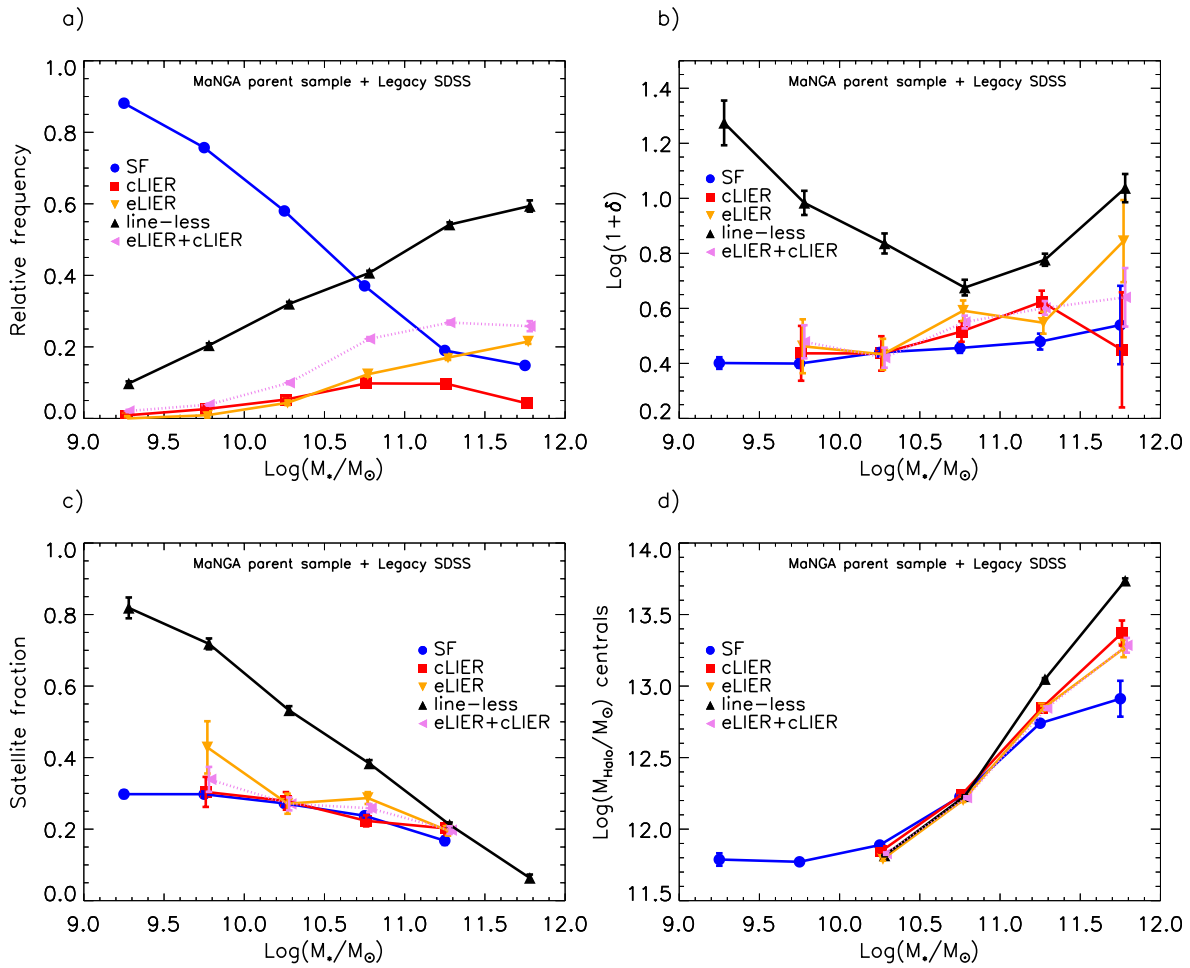 a)
MaNGA parent sample + Legacy SDSS
Relative frequency
1.0
0.8
0.6
0.4
0.2
0.0
SF
cLIER
eLIER
line-less
eLIER+cLIER
9.0 9.5 10.0 10.5 11.0 11.5 12.0
Log(M*/M⊙)
b)
MaNGA parent sample + Legacy SDSS
Log(1+δ)
1.4
1.2
1.0
0.8
0.6
0.4
0.2
SF
cLIER
eLIER
line-less
eLIER+cLIER
9.0 9.5 10.0 10.5 11.0 11.5 12.0
Log(M*/M⊙)
c)
MaNGA parent sample + Legacy SDSS
Satellite fraction
1.0
0.8
0.6
0.4
0.2
0.0
SF
cLIER
eLIER
line-less
eLIER+cLIER
9.0 9.5 10.0 10.5 11.0 11.5 12.0
Log(M*/M⊙)
d)
MaNGA parent sample + Legacy SDSS
Log(MHalo/M⊙) centrals
14.0
13.5
13.0
12.5
12.0
11.5
SF
cLIER
eLIER
line-less
eLIER+cLIER
9.0 9.5 10.0 10.5 11.0 11.5 12.0
Log(M*/M⊙)